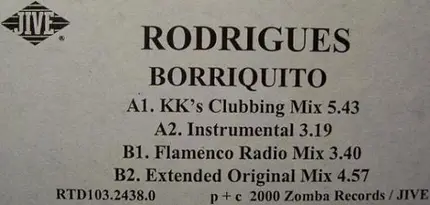 JIVE
RODRIGUES
BORRIQUITO
A1. KK's Clubbing Mix 5.43
A2. Instrumental 3.19
B1. Flamenco Radio Mix 3.40
B2. Extended Original Mix 4.57
RTD103.2438.0 p + c 2000 Zomba Records / JIVE